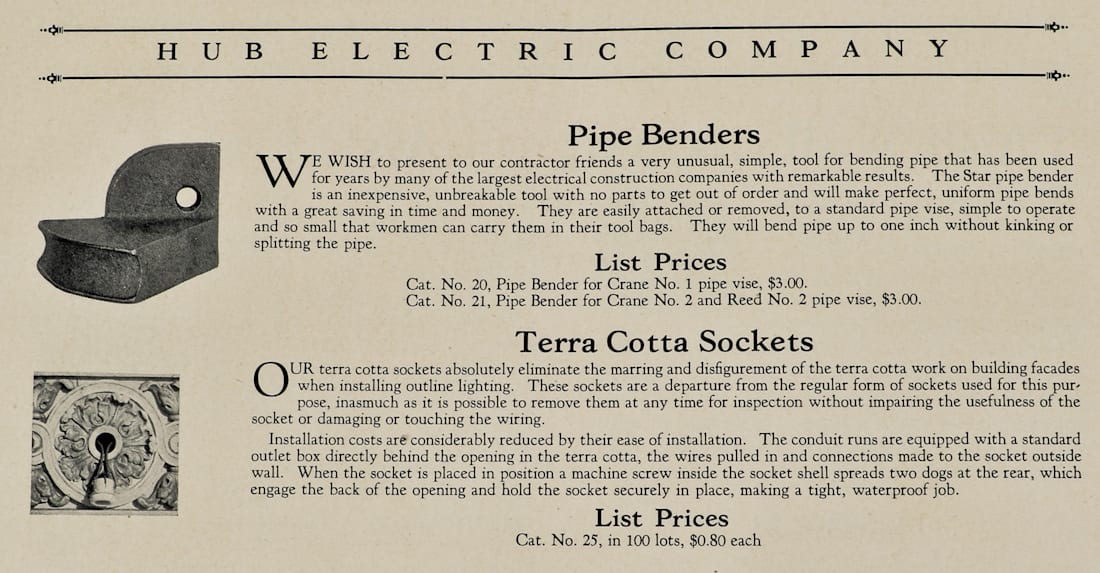 HUB ELECTRIC COMPANY
Pipe Benders
WE WISH to present to our contractor friends a very unusual, simple, tool for bending pipe that has been used
for years by many of the largest electrical construction companies with remarkable results. The Star pipe bender
is an inexpensive, unbreakable tool with no parts to get out of order and will make perfect, uniform pipe bends
with a great saving in time and money. They are easily attached or removed, to a standard pipe vise, simple to operate
and so small that workmen can carry them in their tool bags. They will bend pipe up to one inch without kinking or
splitting the pipe.
List Prices
Cat. No. 20, Pipe Bender for Crane No. 1 pipe vise, $3.00.
Cat. No. 21, Pipe Bender for Crane No. 2 and Reed No. 2 pipe vise, $3.00.
Terra Cotta Sockets
OUR terra cotta sockets absolutely eliminate the marring and disfigurement of the terra cotta work on building facades
when installing outline lighting. These sockets are a departure from the regular form of sockets used for this pur-
pose, inasmuch as it is possible to remove them at any time for inspection without impairing the usefulness of the
socket or damaging or touching the wiring.
Installation costs are considerably reduced by their ease of installation. The conduit runs are equipped with a standard
outlet box directly behind the opening in the terra cotta, the wires pulled in and connections made to the socket outside
wall. When the socket is placed in position a machine screw inside the socket shell spreads two dogs at the rear, which
engage the back of the opening and hold the socket securely in place, making a tight, waterproof job.
List Prices
Cat. No. 25, in 100 lots, $0.80 each